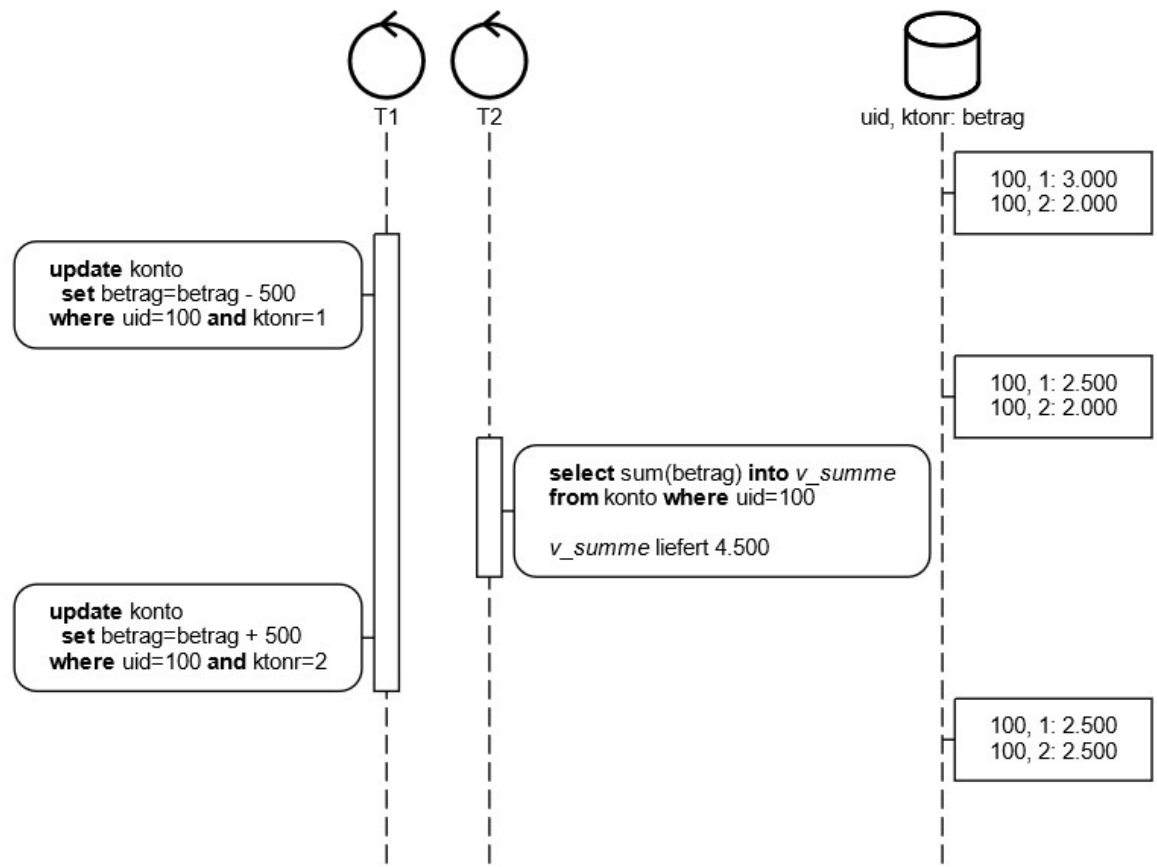 T1
T2
uid, ktonr: betrag
100, 1: 3.000
100, 2: 2.000
update konto
set betrag=betrag - 500
where uid=100 and ktonr=1
100, 1: 2.500
100, 2: 2.000
select sum(betrag) into v_summe
from konto where uid=100
v_summe liefert 4.500
update konto
set betrag=betrag + 500
where uid=100 and ktonr=2
100, 1: 2.500
100, 2: 2.500